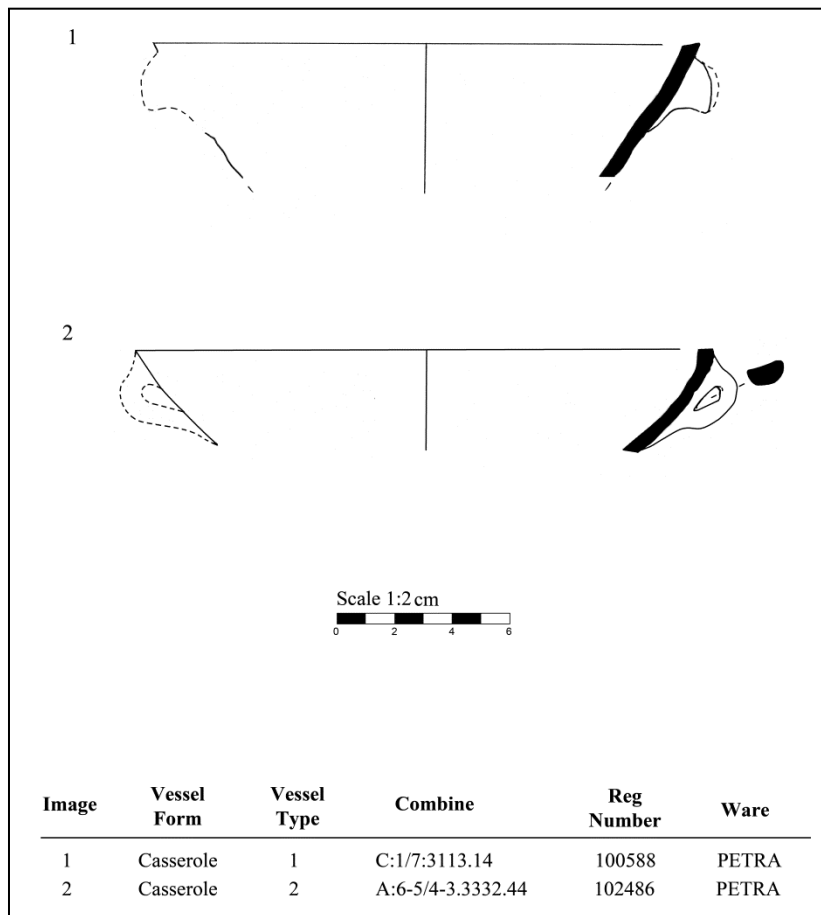 1
2
Scale 1:2 cm
0 2 4 6
Image Vessel Form Vessel Type Combine Reg Number Ware
1 Casserole 1 C:1/7:3113.14 100588 PETRA
2 Casserole 2 A:6-5/4-3.3332.44 102486 PETRA